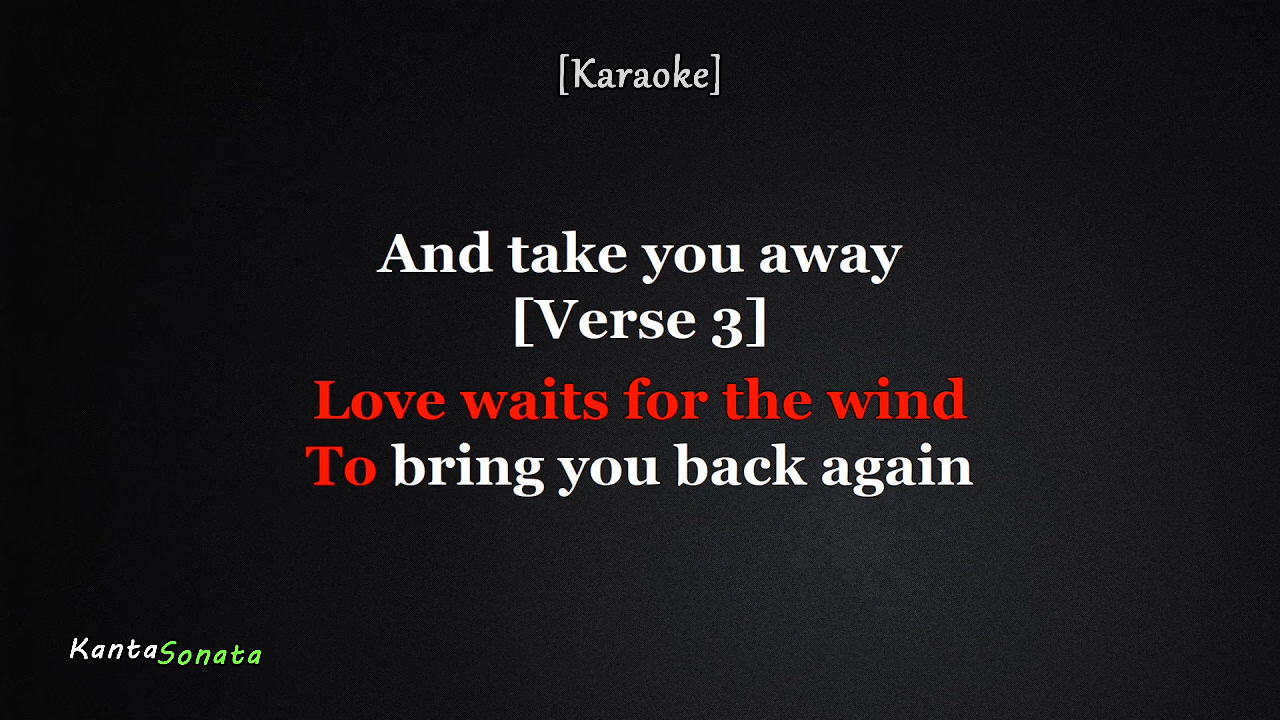 [Karaoke]
And take you away
[Verse 3]
Love waits for the wind
To bring you back again
KantaSonata